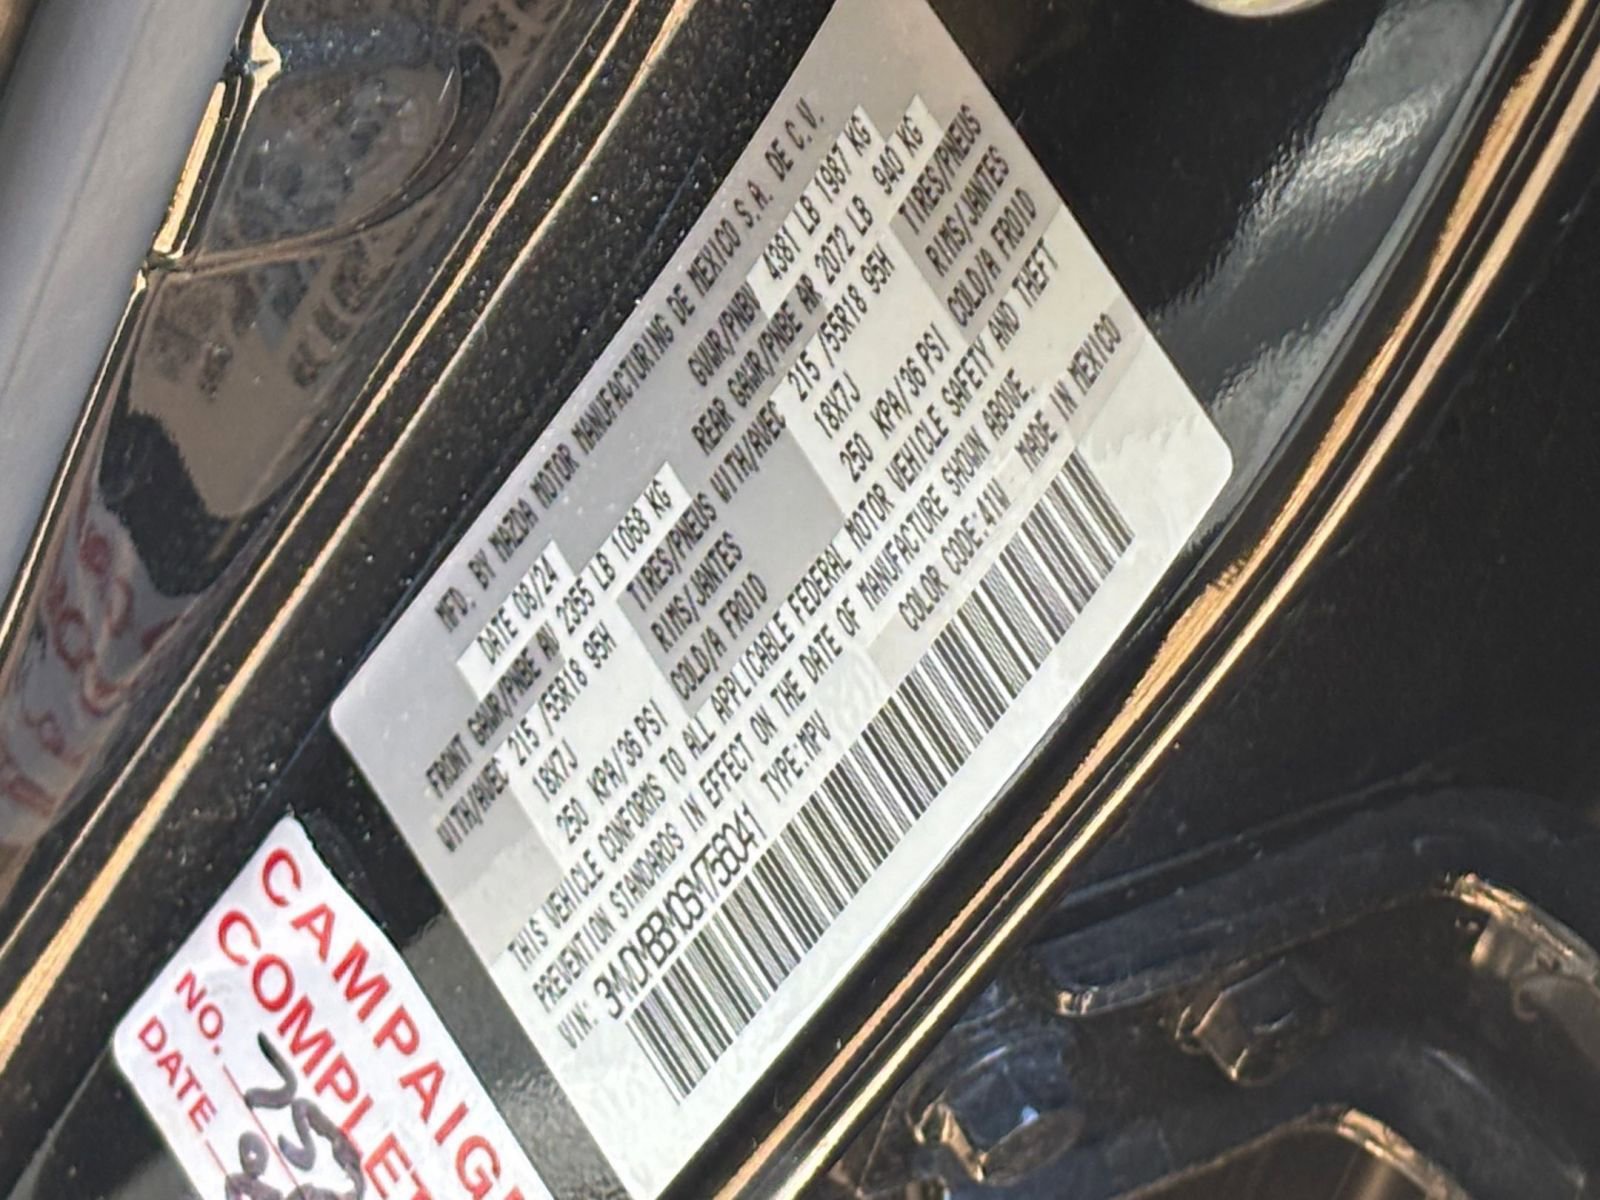 MFD. BY MAZDA MOTOR MANUFACTURING DE MEXICO S.A. DE C.V.
DATE 08/24 GVWR/PNBV 4381 LB 1987 KG
FRONT GAWR/PNBE AV 2355 LB 1068 KG REAR GAWR/PNBE AR 2072 LB 940 KG
WITH/AVEC 215 /55R18 95H TIRES/PNEUS WITH/AVEC 215 /55R18 95H TIRES/PNEUS
18X7J RIMS/JANTES 18X7J RIMS/JANTES
250 KPA/36 PSI COLD/A FROID 250 KPA/36 PSI COLD/A FROID
THIS VEHICLE CONFORMS TO ALL APPLICABLE FEDERAL MOTOR VEHICLE SAFETY AND THEFT
PREVENTION STANDARDS IN EFFECT ON THE DATE OF MANUFACTURE SHOWN ABOVE.
VIN: TYPE:MPV COLOR CODE:41W MADE IN MEXICO
CAMPAIG
COMPLET
NO.
DATE